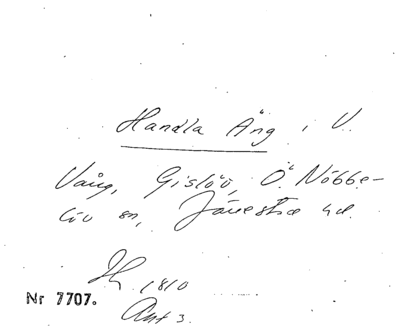 Handla Äng i V.
Vång, Gislöv, Ö. Nöbbe-
löv sn, Järrestad hd.
1810
Nr 7707.
Akt 3.